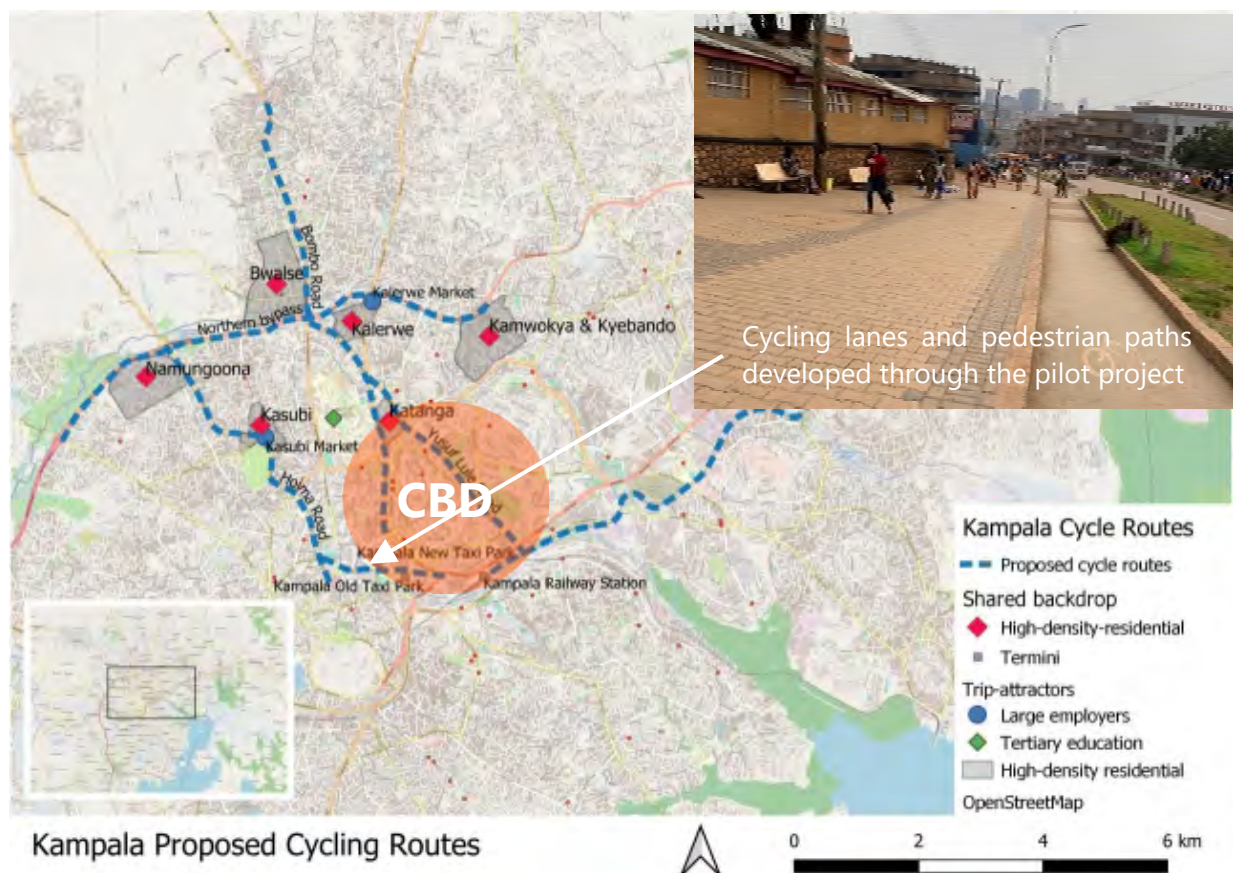 Cycling lanes and pedestrian paths
developed through the pilot project
Bombo Road
Bwalse
Kalerwe Market
Northern bypass
Kalerwe
Kamwokya & Kyebando
Namungoona
Kasubi
Katanga
Kasubi Market
CBD
Hoima Road
Kampala New Taxi Park
Kampala Old Taxi Park
Kampala Railway Station
Kampala Cycle Routes
Proposed cycle routes
Shared backdrop
High-density-residential
Termini
Trip-attractors
Large employers
Tertiary education
High-density residential
OpenStreetMap
Kampala Proposed Cycling Routes
0 2 4 6 km